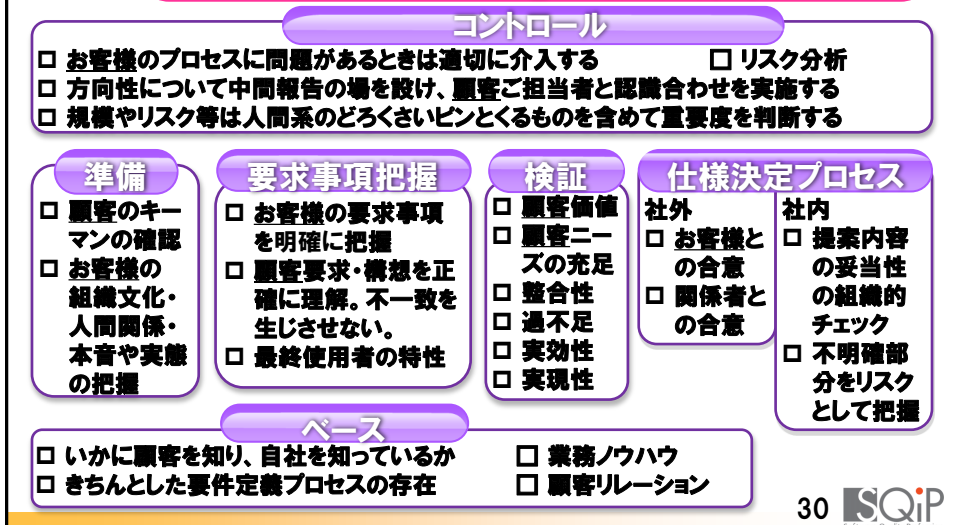 コントロール
□ お客様のプロセスに問題があるときは適切に介入する □ リスク分析
□ 方向性について中間報告の場を設け、顧客ご担当者と認識合わせを実施する
□ 規模やリスク等は人間系のどろくさいピンとくるものを含めて重要度を判断する
準備
□ 顧客のキー
マンの確認
□ お客様の
組織文化・
人間関係・
本音や実態
の把握
要求事項把握
□ お客様の要求事項
を明確に把握
□ 顧客要求・構想を正
確に理解。不一致を
生じさせない。
□ 最終使用者の特性
検証
□ 顧客価値
□ 顧客ニー
ズの充足
□ 整合性
□ 過不足
□ 実効性
□ 実現性
仕様決定プロセス
社外
□ お客様と
の合意
□ 関係者と
の合意
社内
□ 提案内容
の妥当性
の組織的
チェック
□ 不明確部
分をリスク
として把握
ベース
□ いかに顧客を知り、自社を知っているか □ 業務ノウハウ
□ きちんとした要件定義プロセスの存在 □ 顧客リレーション
30
SQiP